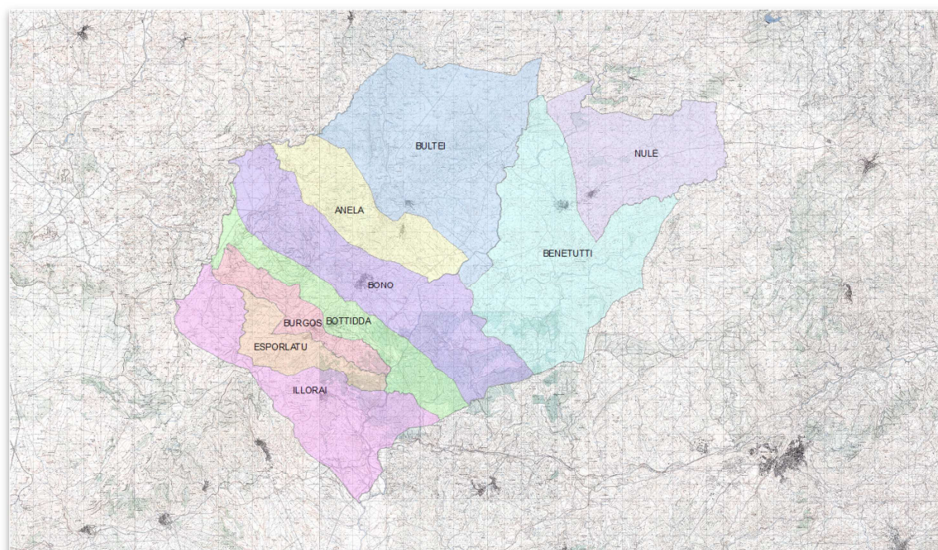 BULTEI
NULE
ANELA
BENETUTTI
BONO
BURGOS
BOTTIDDA
ESPORLATU
ILLORAI